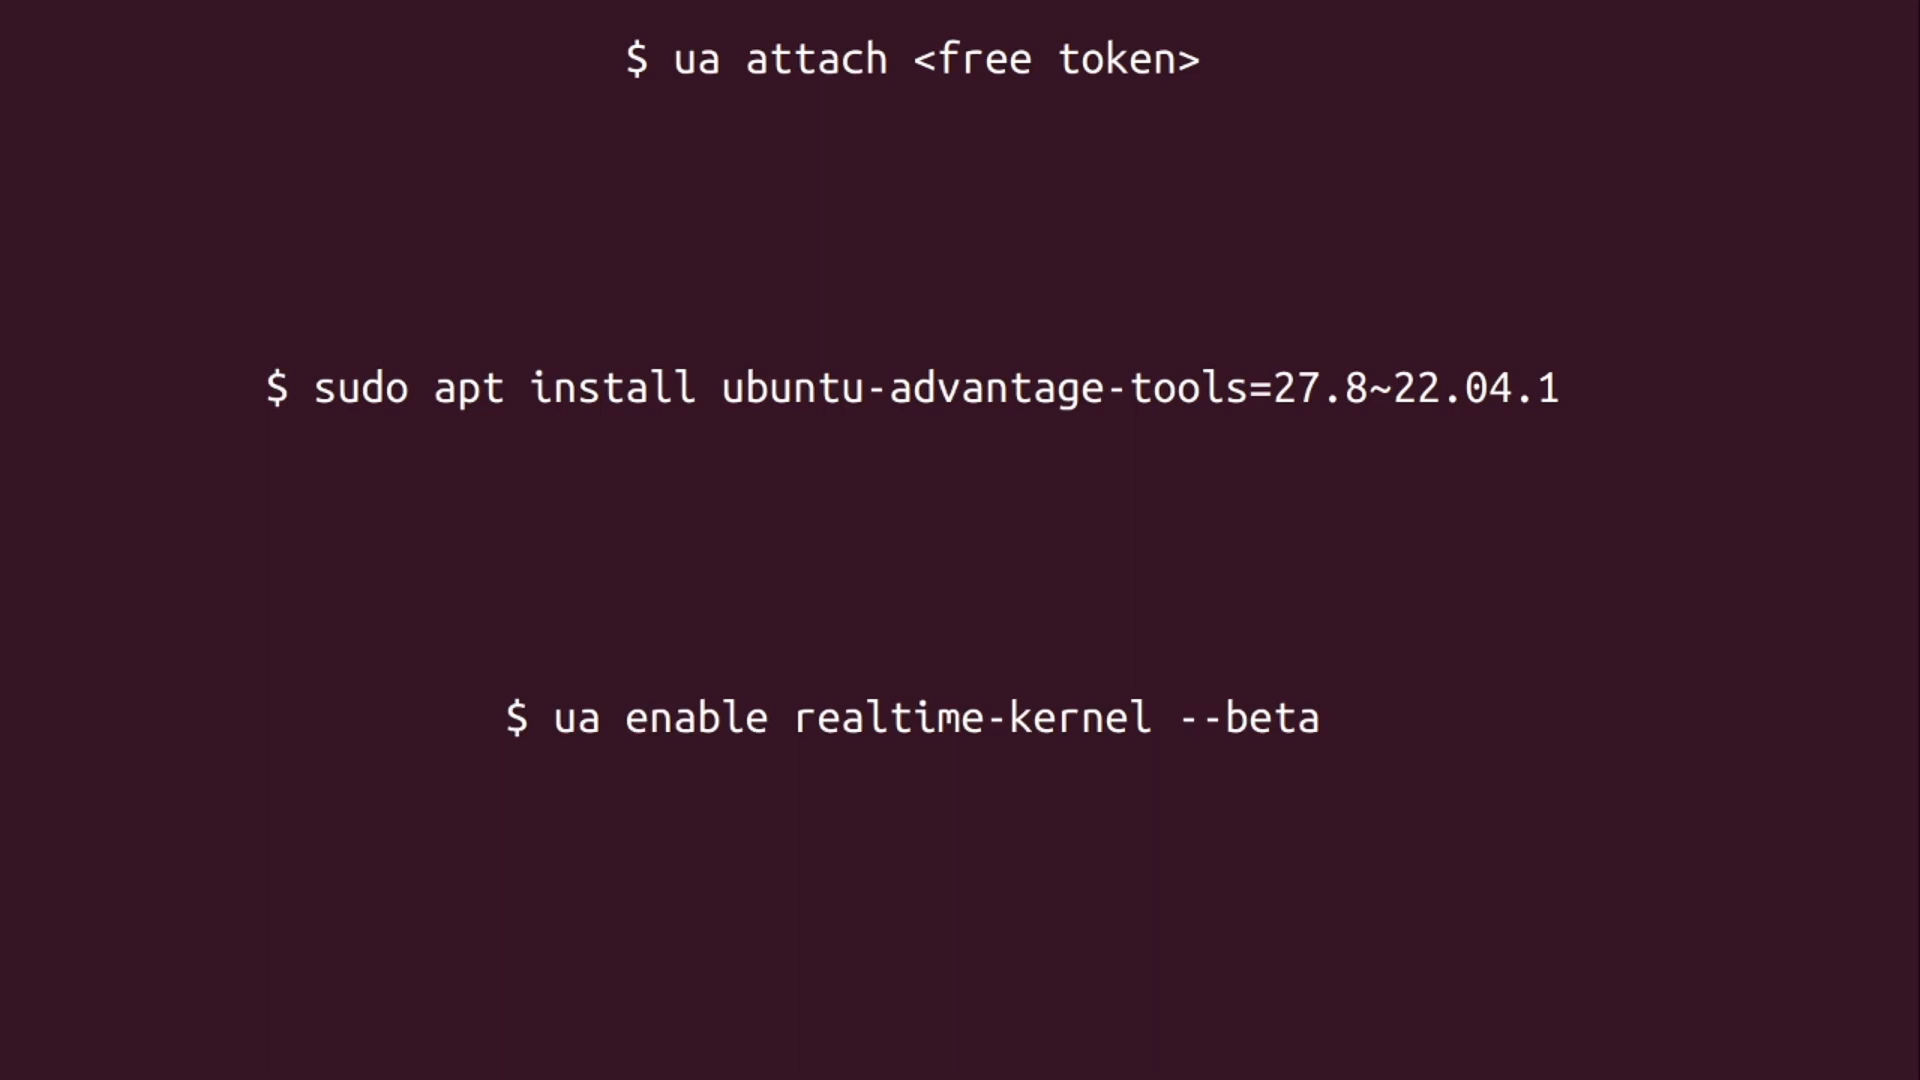 $ ua attach <free token>
$ sudo apt install ubuntu-advantage-tools=27.8~22.04.1
$ ua enable realtime-kernel --beta